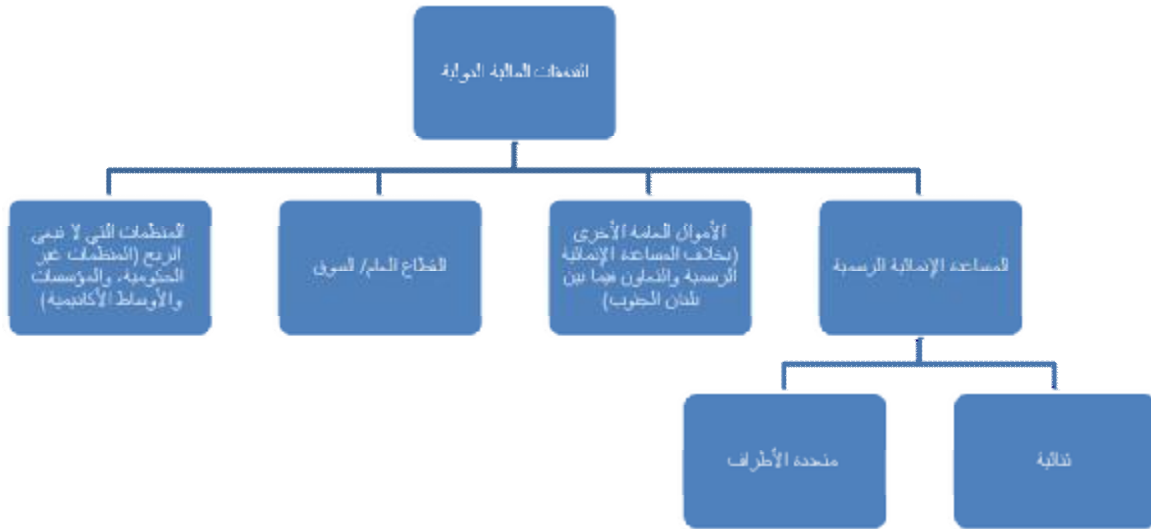 التدفقات المالية الدولية
المساعدة الإنمائية الرسمية
الأموال العامة الأخرى
(بخلاف المساعدة الإنمائية
الرسمية والتعاون فيما بين
بلدان الجنوب)
القطاع العام/ السوق
المنظمات التي لا تبغي
الربح (المنظمات غير
الحكومية، والمؤسسات
والأوساط الأكاديمية)
ثنائية
متعددة الأطراف